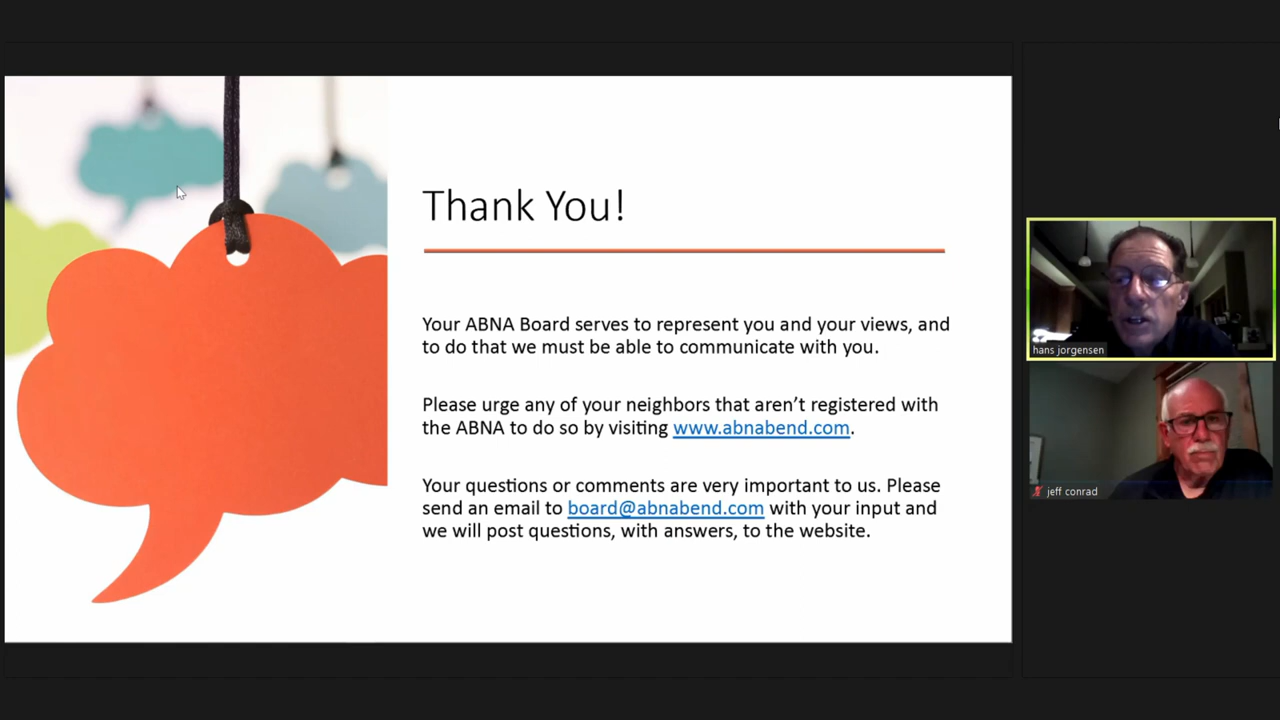 Thank You!
Your ABNA Board serves to represent you and your views, and
to do that we must be able to communicate with you.
Please urge any of your neighbors that aren’t registered with
the ABNA to do so by visiting www.abnabend.com.
Your questions or comments are very important to us. Please
send an email to board@abnabend.com with your input and
we will post questions, with answers, to the website.
hans jorgensen
jeff conrad